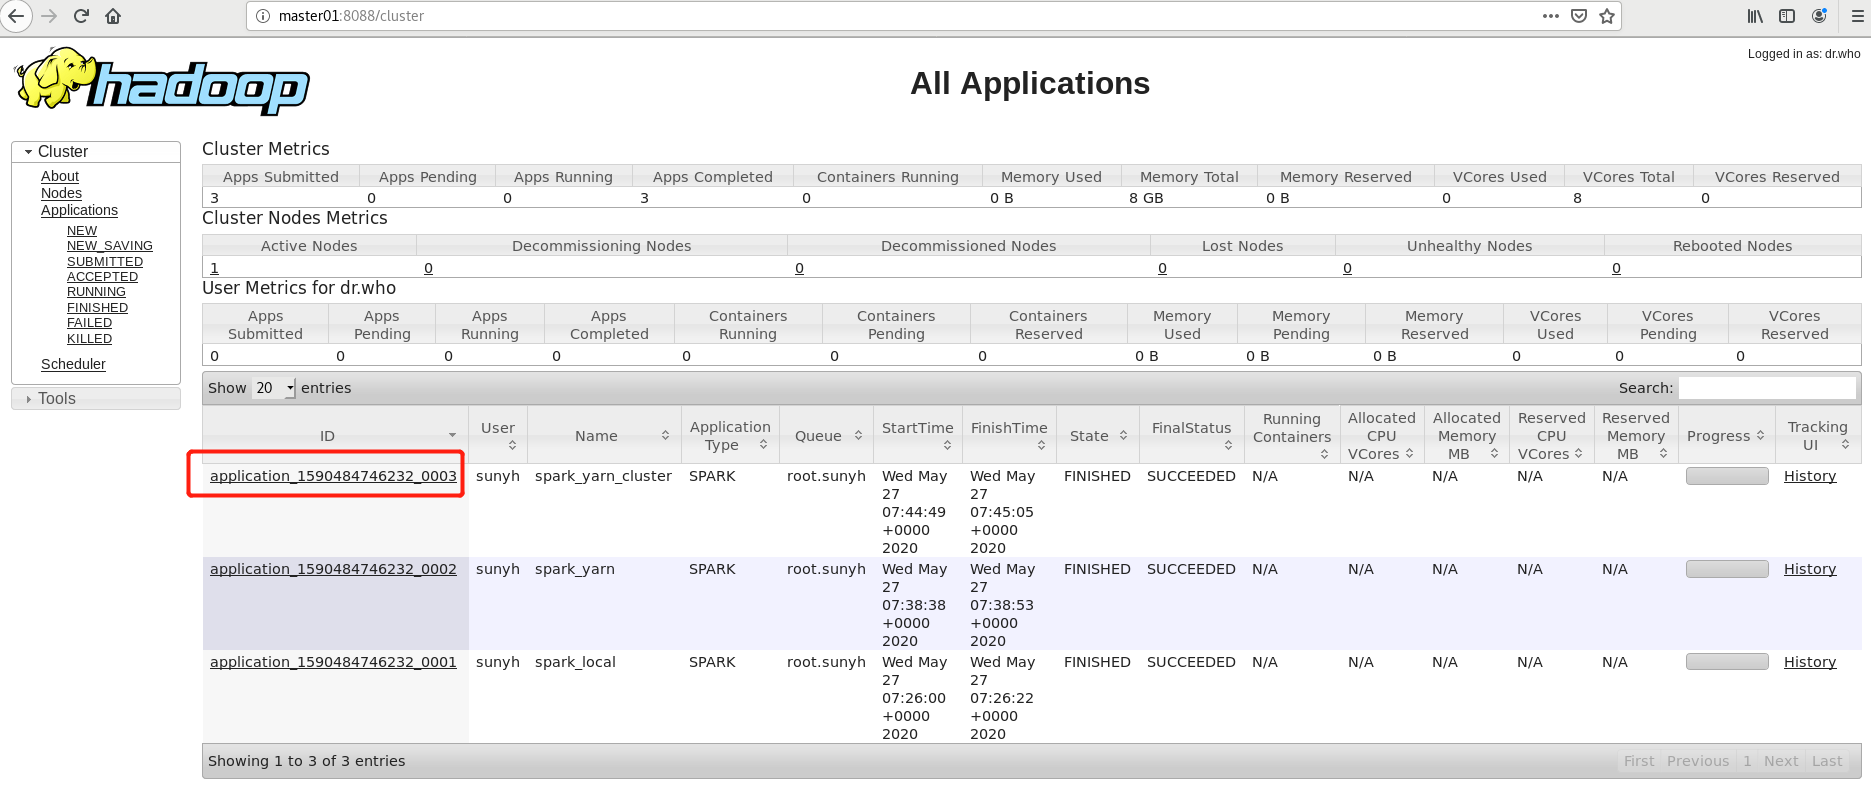 master01:8088/cluster
Logged in as: dr.who
hadoop
All Applications
Cluster
About
Nodes
Applications
NEW
NEW_SAVING
SUBMITTED
ACCEPTED
RUNNING
FINISHED
FAILED
KILLED
Scheduler
Tools
Cluster Metrics
Apps Submitted Apps Pending Apps Running Apps Completed Containers Running Memory Used Memory Total Memory Reserved VCores Used VCores Total VCores Reserved
3 0 0 3 0 0 B 8 GB 0 B 0 8 0
Cluster Nodes Metrics
Active Nodes Decommissioning Nodes Decommissioned Nodes Lost Nodes Unhealthy Nodes Rebooted Nodes
1 0 0 0 0 0
User Metrics for dr.who
Apps Apps Apps Apps Containers Containers Containers Memory Memory Memory VCores VCores VCores
Submitted Pending Running Completed Running Pending Reserved Used Pending Reserved Used Pending Reserved
0 0 0 0 0 0 0 0 B 0 B 0 B 0 0 0
Show 20 entries Search:
ID User Name Application Type Queue StartTime FinishTime State FinalStatus Running Containers Allocated CPU VCores Allocated Memory MB Reserved CPU VCores Reserved Memory MB Progress Tracking UI
application_1590484746232_0003 sunyh spark_yarn_cluster SPARK root.sunyh Wed May Wed May FINISHED SUCCEEDED N/A N/A N/A N/A N/A History
27 27
07:44:49 07:45:05
+0000 +0000
2020 2020
application_1590484746232_0002 sunyh spark_yarn SPARK root.sunyh Wed May Wed May FINISHED SUCCEEDED N/A N/A N/A N/A N/A History
27 27
07:38:38 07:38:53
+0000 +0000
2020 2020
application_1590484746232_0001 sunyh spark_local SPARK root.sunyh Wed May Wed May FINISHED SUCCEEDED N/A N/A N/A N/A N/A History
27 27
07:26:00 07:26:22
+0000 +0000
2020 2020
Showing 1 to 3 of 3 entries First Previous 1 Next Last